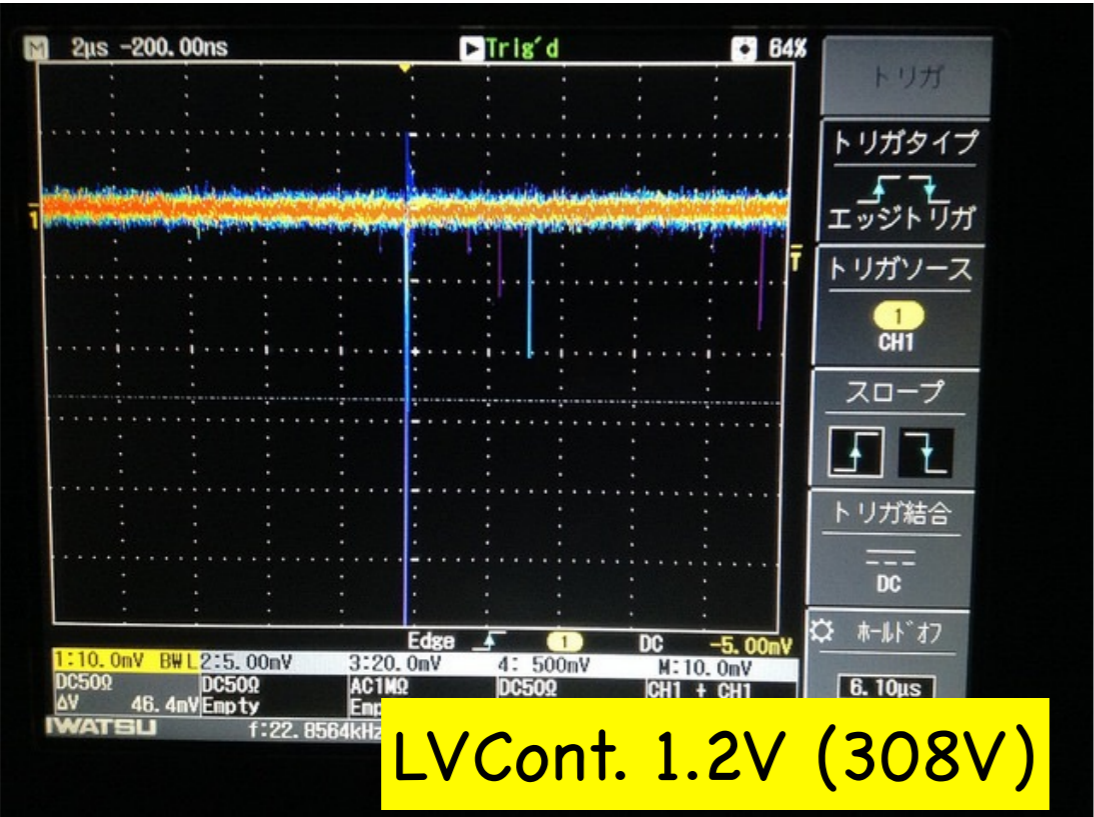 M 2µs -200.00ns Trig'd 64%
トリガ
トリガタイプ
エッジトリガ
トリガソース
1
CH1
スロープ
トリガ結合
DC
ホールドオフ
6.10µs
1
T
Edge 1 DC -5.00mV
1:10.0mV BWL 2:5.00mV 3:20.0mV 4: 500mV M:10.0mV
DC50Ω DC50Ω AC1MΩ DC50Ω CH1 + CH1
ΔV 46.4mV Empty
IWATSU f:22.8564kHz
LVCont. 1.2V (308V)